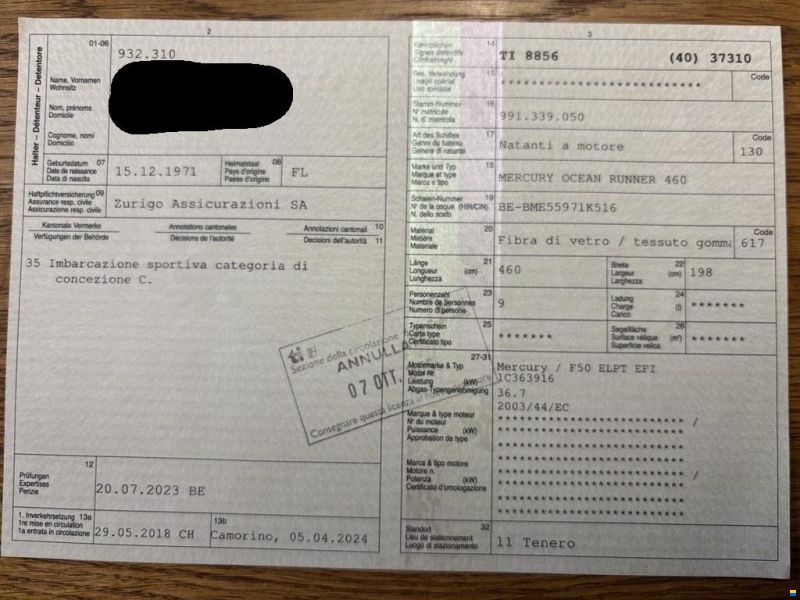 2
Halter – Détenteur – Detentore
01-06
932.310
Name, Vornamen
Wohnsitz
Nom, prénoms
Domicile
Cognome, nomi
Domicilio
Geburtsdatum 07
Date de naissance
Data di nascita
15.12.1971
Heimatstaat 08
Pays d'origine
Paese d'origine
FL
Haftpflichtversicherung 09
Assurance resp. civile
Assicurazione resp. civile
Zurigo Assicurazioni SA
Kantonale Vermerke
Annotations cantonales
Annotazioni cantonali 10
Verfügungen der Behörde
Décisions de l'autorité
Decisioni dell'autorità 11
35 Imbarcazione sportiva categoria di
concezione C.
ti
Sezione della circolazione
ANNULLA
07 OTT.
Consegnare questa licenza al
12
Prüfungen
Expertises
Perizie
20.07.2023 BE
1. Inverkehrsetzung 13a
1re mise en circulation
1a entrata in circolazione
29.05.2018 CH
13b
Camorino, 05.04.2024
3
Kennzeichen 14
Signes distinctifs
Contrassegni
TI 8856 (40) 37310
Bes. Verwendung 15
Usage spécial
Uso speciale
**************************
Code
Stamm-Nummer 16
N° matricule
N. di matricola
991.339.050
Art des Schiffes 17
Genre du bateau
Genere di natante
Natanti a motore
Code
130
Marke und Typ 18
Marque et type
Marca e tipo
MERCURY OCEAN RUNNER 460
Schalen-Nummer 19
N° de la coque (HIN/CIN)
N. dello scafo
BE-BME55971K516
Material 20
Matière
Materiale
Fibra di vetro / tessuto gomma
Code
617
Länge 21
Longueur (cm)
Lunghezza
460
Breite 22
Largeur (cm)
Larghezza
198
Personenzahl 23
Nombre de personnes
Numero di persone
9
Ladung 24
Charge (t)
Carico
*******
Typenschein 25
Carte type
Certificato tipo
*******
Segelfläche 26
Surface vélique (m²)
Superficie velica
*******
27-31
Motormarke & Typ
Motor-Nr.
Leistung (kW)
Abgas-Typengenehmigung
Mercury / F50 ELPT EFI
1C363916
36.7
2003/44/EC
Marque & type moteur
N° du moteur
Puissance (kW)
Approbation de type
************************ /
************************
************************
************************
Marca & tipo motore
Motore n.
Potenza (kW)
Certificato d'omologazione
************************ /
************************
************************
************************
Standort 32
Lieu de stationnement
Luogo di stazionamento
11 Tenero